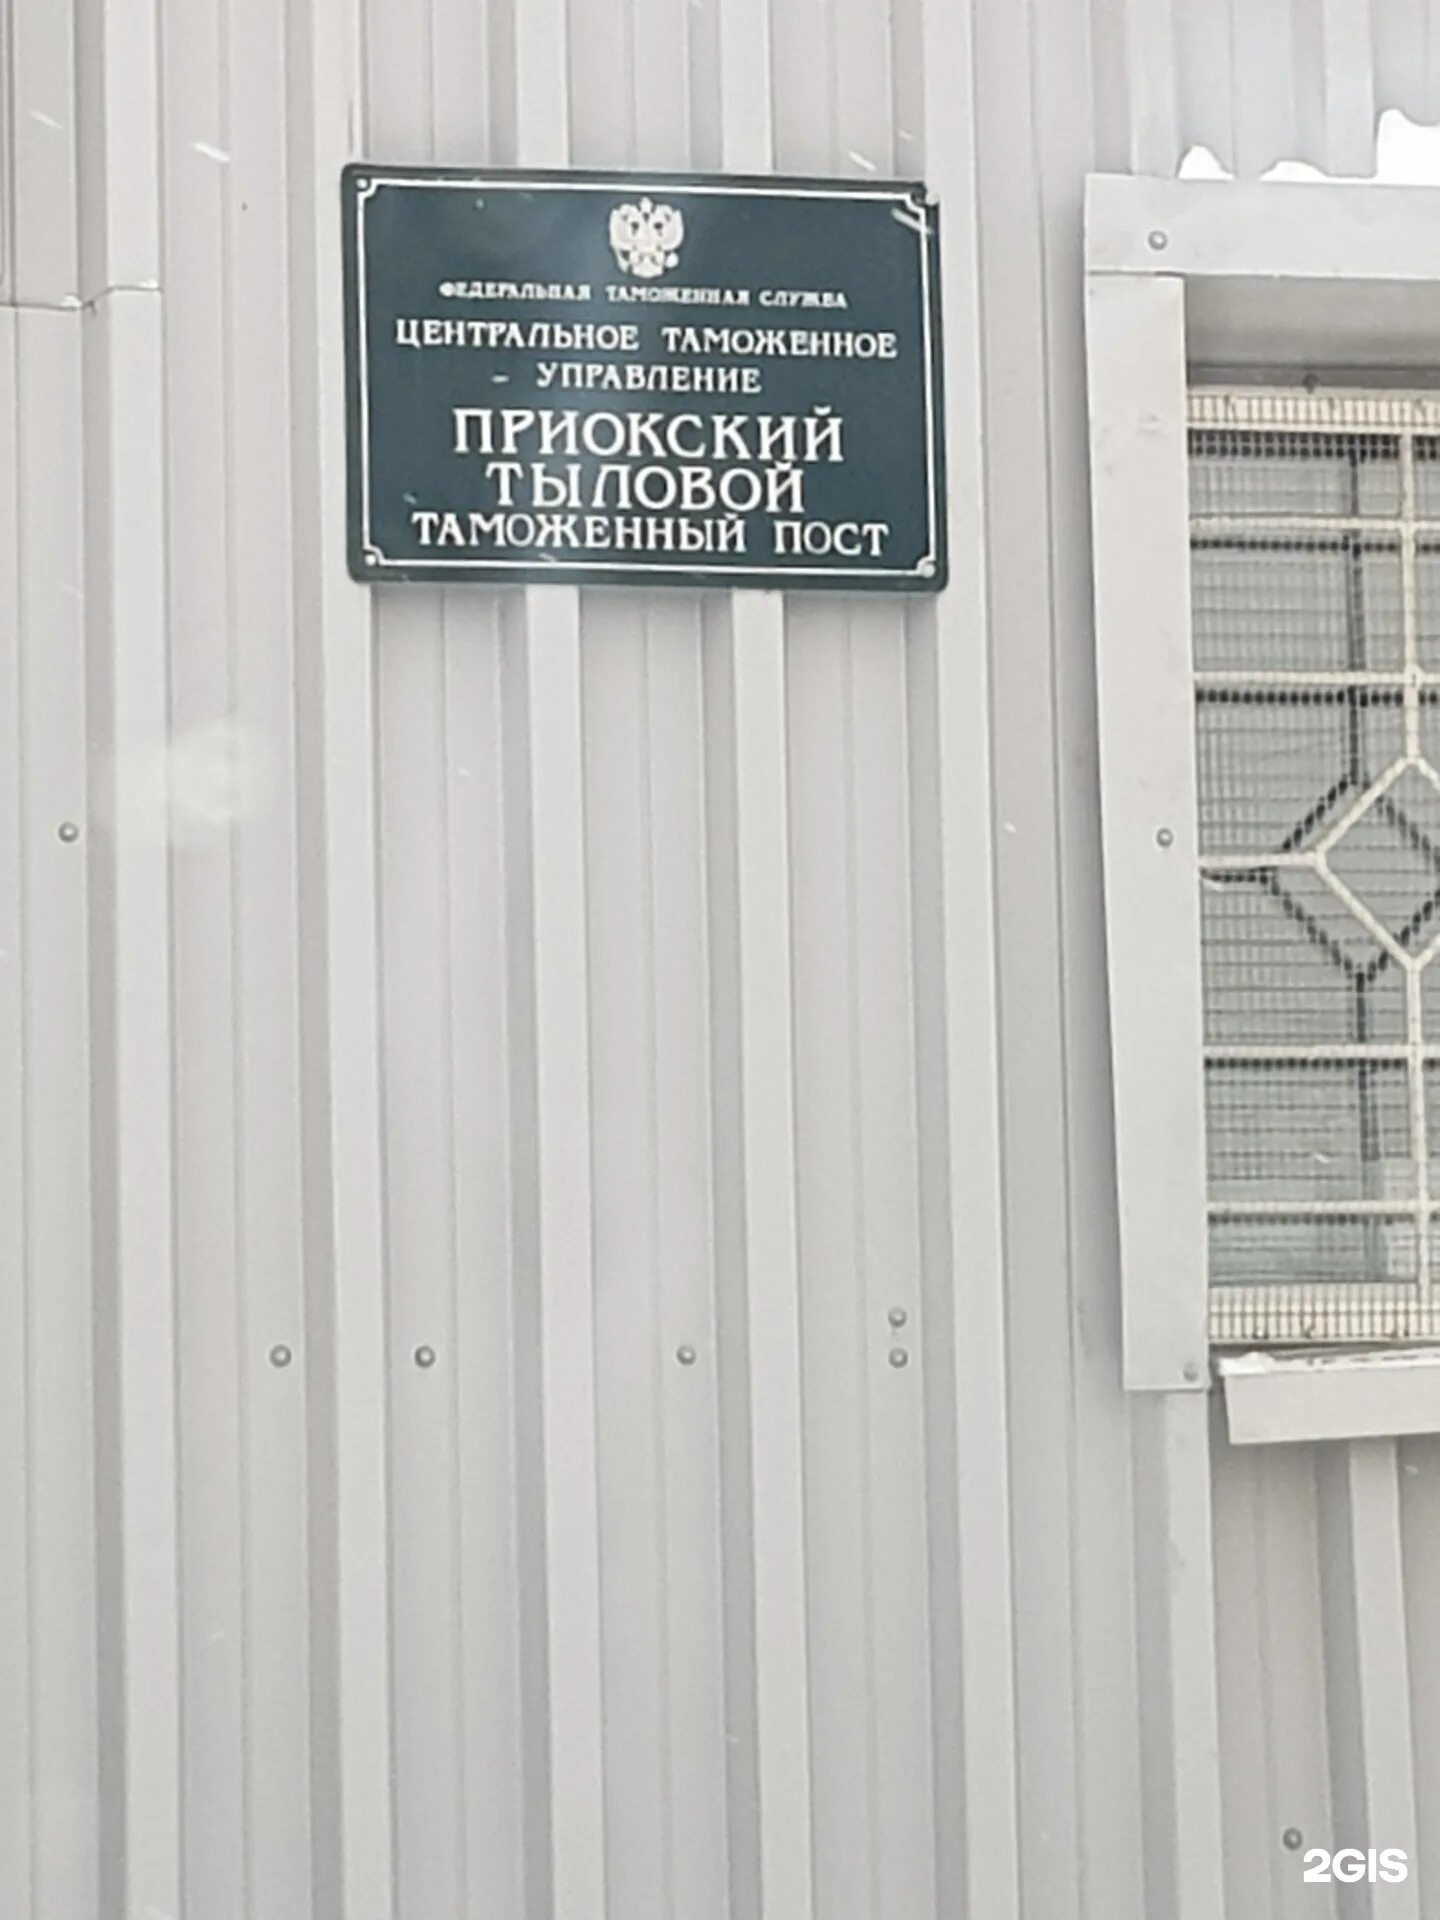 ФЕДЕРАЛЬНАЯ ТАМОЖЕННАЯ СЛУЖБА
ЦЕНТРАЛЬНОЕ ТАМОЖЕННОЕ
УПРАВЛЕНИЕ
ПРИОКСКИЙ
ТЫЛОВОЙ
ТАМОЖЕННЫЙ ПОСТ
2GIS